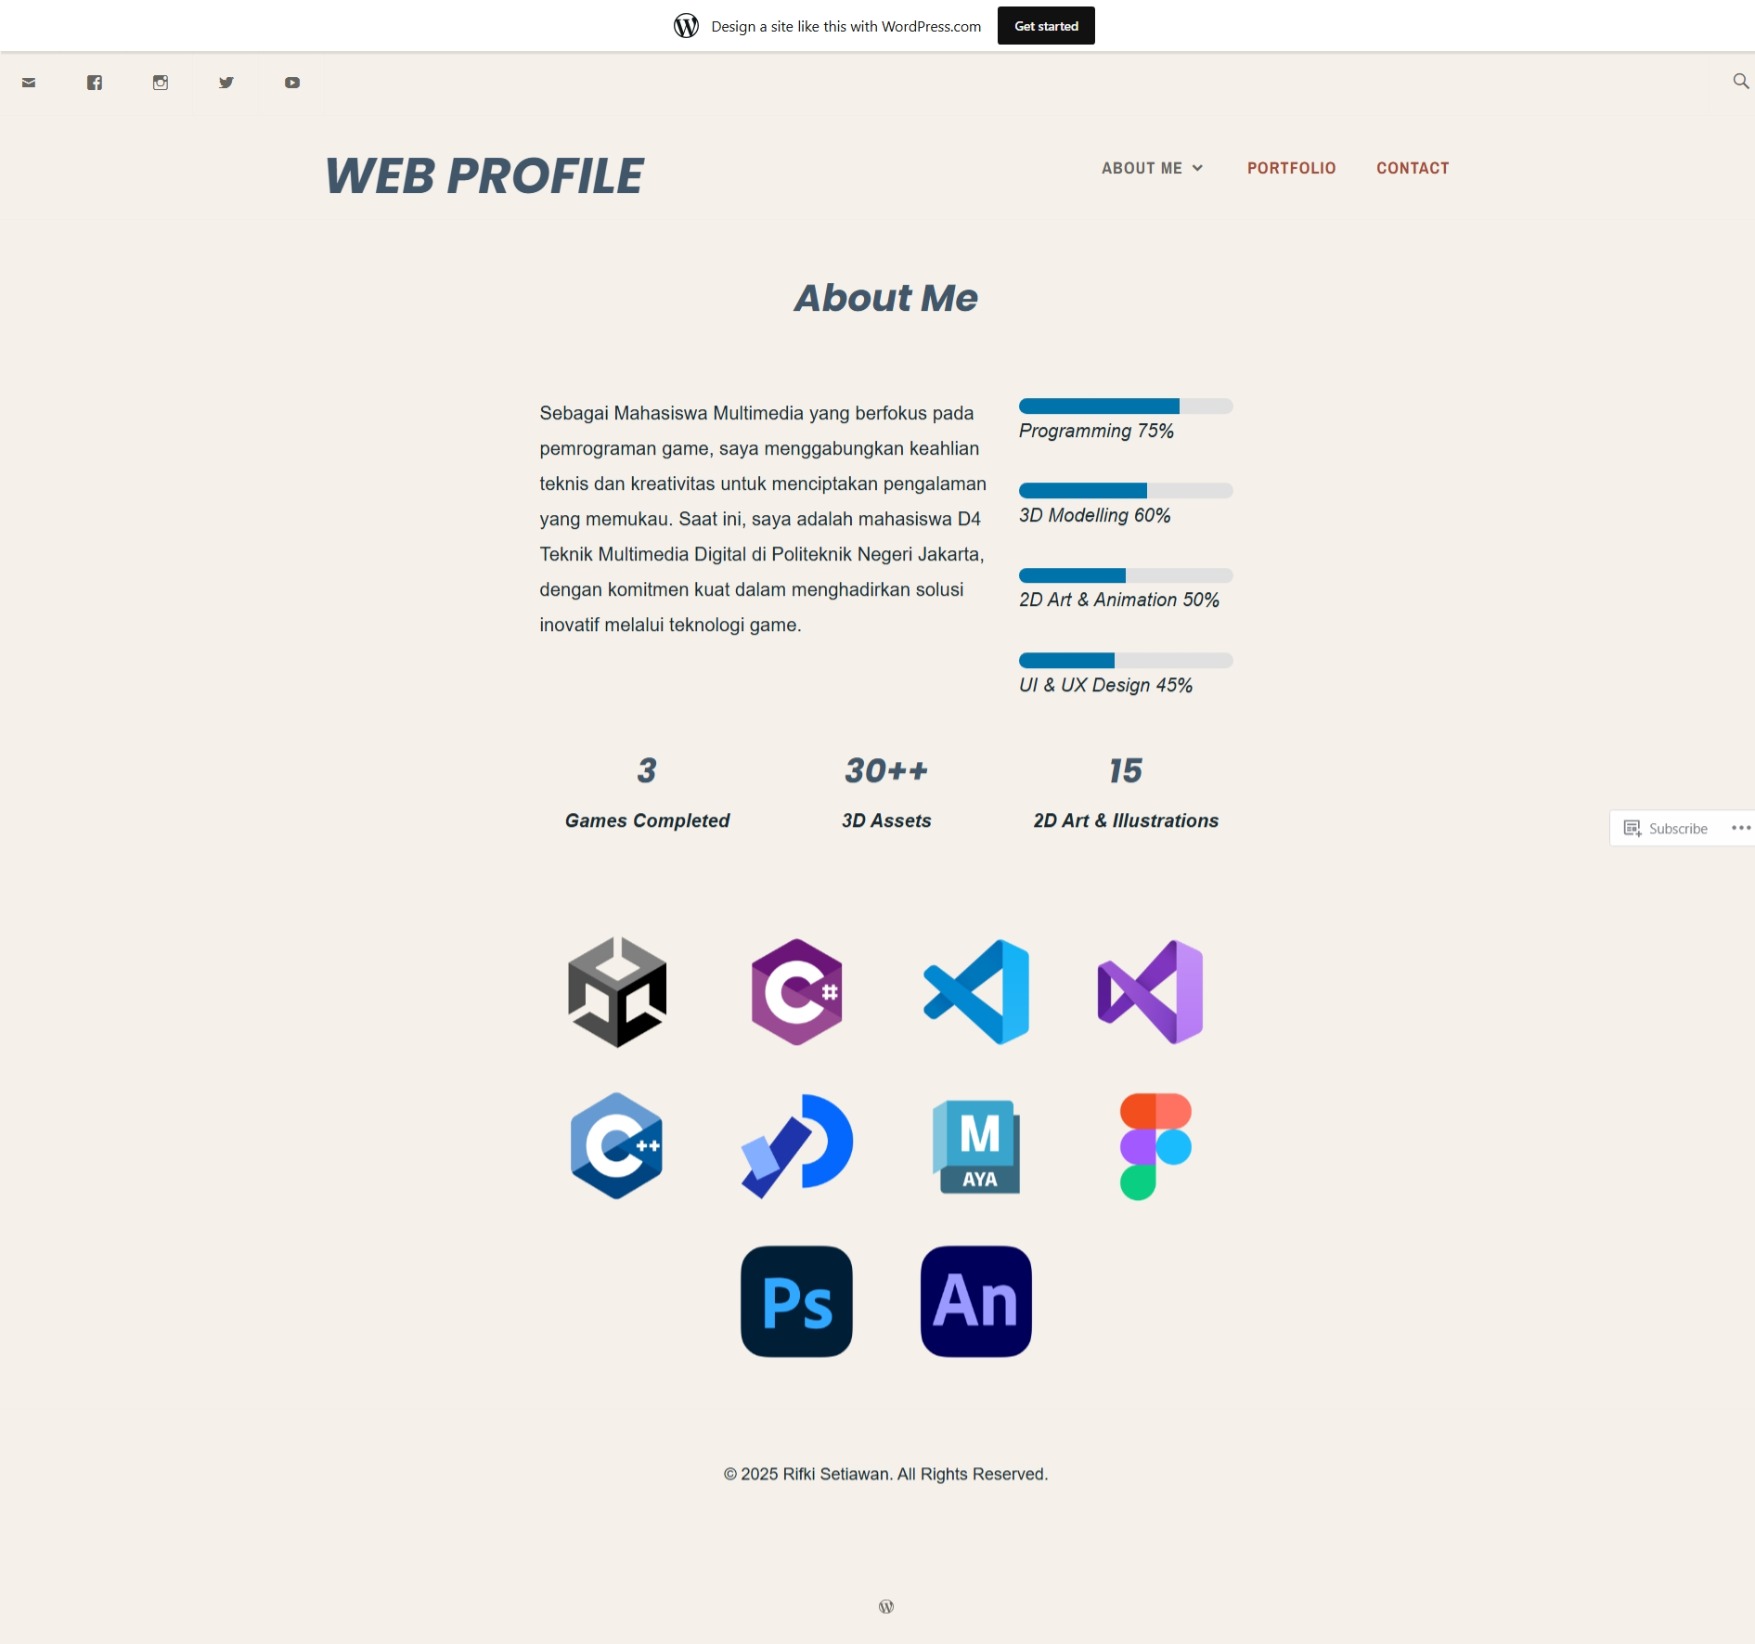 Design a site like this with WordPress.com
Get started
WEB PROFILE
ABOUT ME
PORTFOLIO
CONTACT
About Me
Sebagai Mahasiswa Multimedia yang berfokus pada
pemrograman game, saya menggabungkan keahlian
teknis dan kreativitas untuk menciptakan pengalaman
yang memukau. Saat ini, saya adalah mahasiswa D4
Teknik Multimedia Digital di Politeknik Negeri Jakarta,
dengan komitmen kuat dalam menghadirkan solusi
inovatif melalui teknologi game.
Programming 75%
3D Modelling 60%
2D Art & Animation 50%
UI & UX Design 45%
3
Games Completed
30++
3D Assets
15
2D Art & Illustrations
Subscribe
C#
C++
M
AYA
Ps
An
© 2025 Rifki Setiawan. All Rights Reserved.